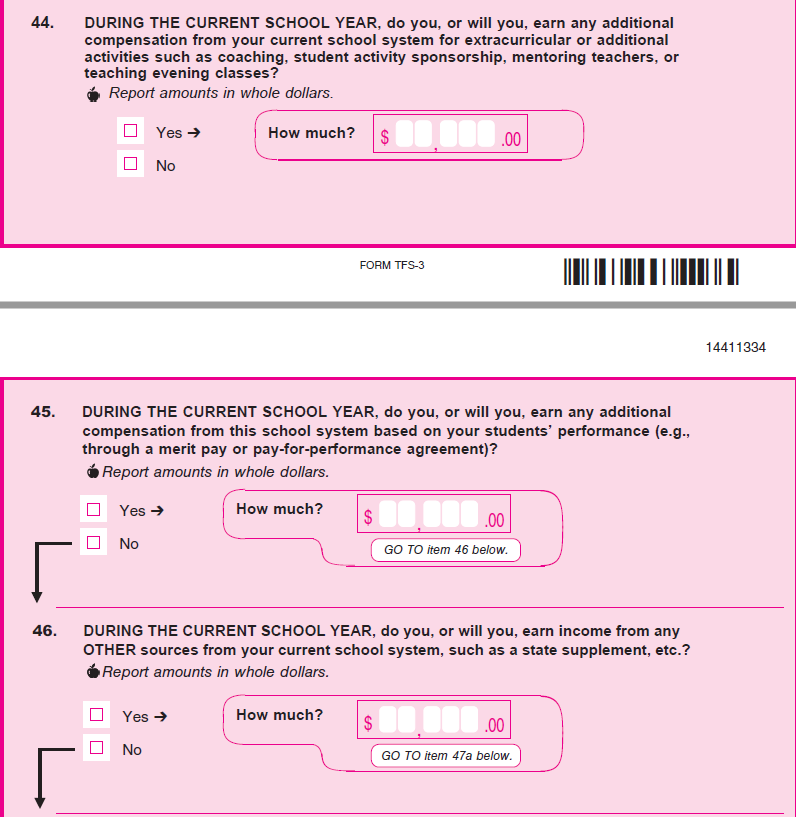 44. DURING THE CURRENT SCHOOL YEAR, do you, or will you, earn any additional
compensation from your current school system for extracurricular or additional
activities such as coaching, student activity sponsorship, mentoring teachers, or
teaching evening classes?
Report amounts in whole dollars.
Yes ➔ How much? $ , .00
No
FORM TFS-3
14411334
45. DURING THE CURRENT SCHOOL YEAR, do you, or will you, earn any additional
compensation from this school system based on your students’ performance (e.g.,
through a merit pay or pay-for-performance agreement)?
Report amounts in whole dollars.
Yes ➔ How much? $ , .00
No
GO TO item 46 below.
46. DURING THE CURRENT SCHOOL YEAR, do you, or will you, earn income from any
OTHER sources from your current school system, such as a state supplement, etc.?
Report amounts in whole dollars.
Yes ➔ How much? $ , .00
No
GO TO item 47a below.